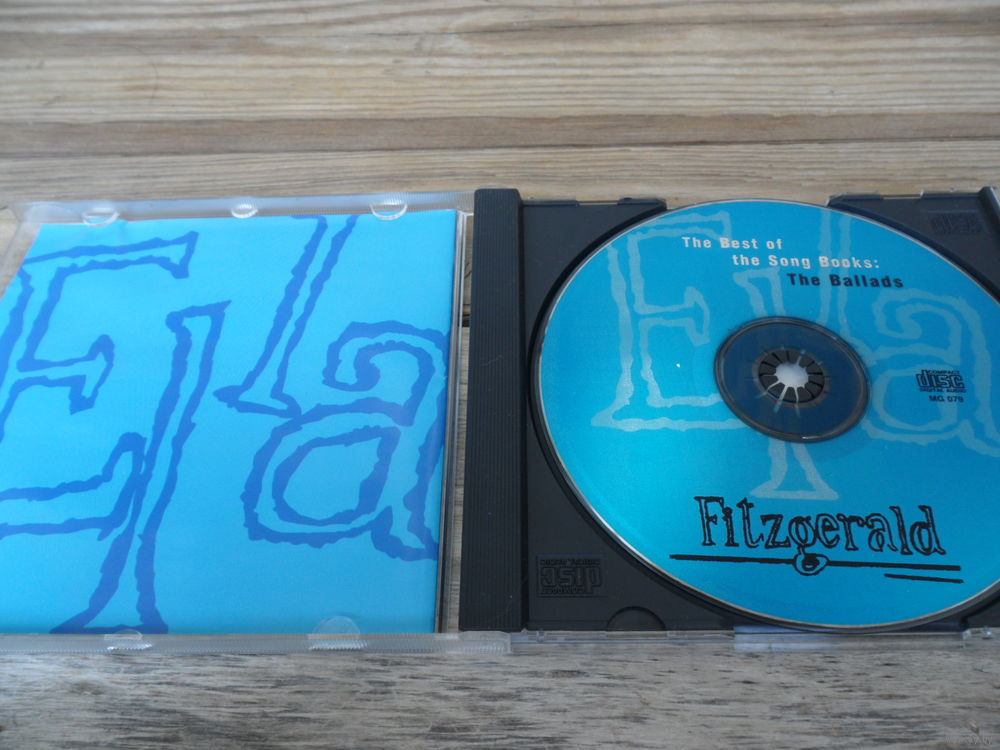 Ella
The Best of
the Song Books:
The Ballads
Ella
COMPACT
disc
DIGITAL AUDIO
MG 079
Fitzgerald